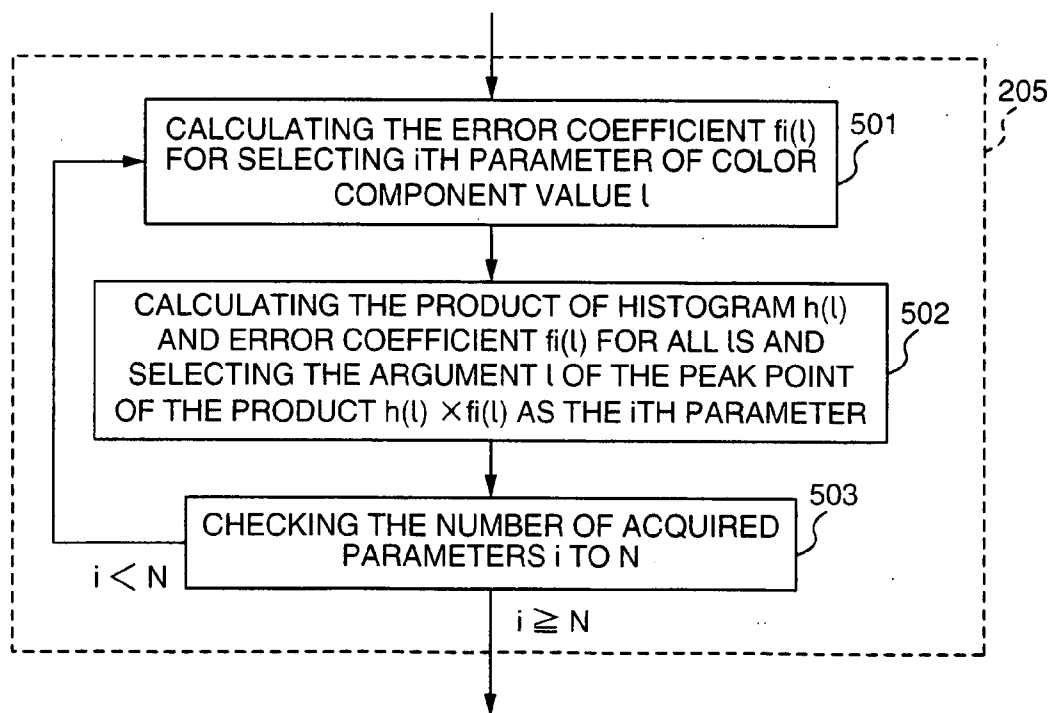 205
CALCULATING THE ERROR COEFFICIENT fi(l)
FOR SELECTING iTH PARAMETER OF COLOR
COMPONENT VALUE l
501
CALCULATING THE PRODUCT OF HISTOGRAM h(l)
AND ERROR COEFFICIENT fi(l) FOR ALL lS AND
SELECTING THE ARGUMENT l OF THE PEAK POINT
OF THE PRODUCT h(l) ×fi(l) AS THE iTH PARAMETER
502
CHECKING THE NUMBER OF ACQUIRED
PARAMETERS i TO N
503
i < N
i ≧ N